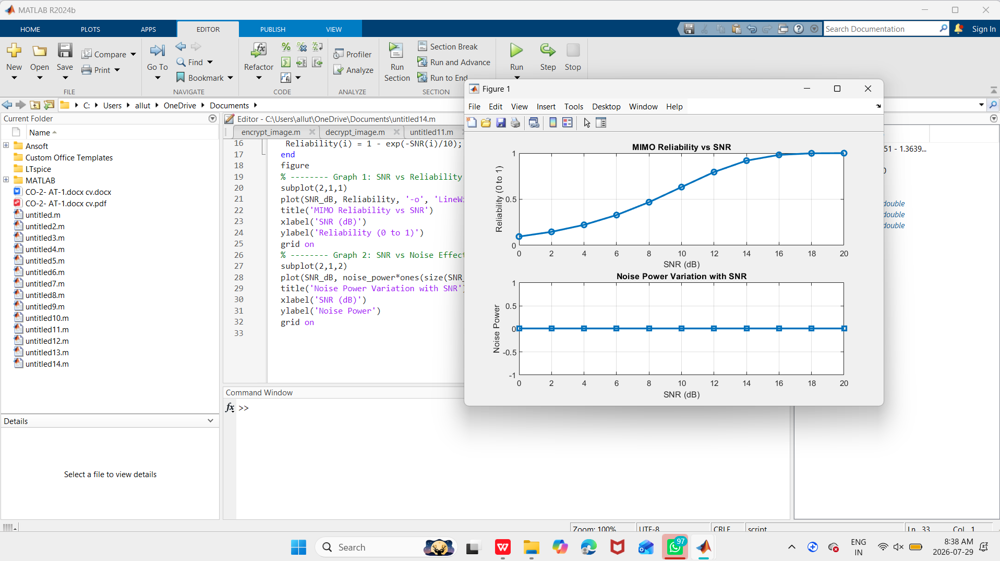 MATLAB R2024b
HOME PLOTS APPS EDITOR PUBLISH VIEW
Search Documentation
Sign In
New Open Save
Compare
Print
FILE
Go To
Find
Bookmark
NAVIGATE
Refactor
CODE
Profiler
Analyze
ANALYZE
Run Section
Section Break
Run and Advance
Run to End
SECTION
Run Step Stop
C: Users allut OneDrive Documents
Current Folder
Name
Ansoft
Custom Office Templates
LTspice
MATLAB
CO-2- AT-1.docx cv.docx
CO-2- AT-1.docx cv.pdf
untitled.m
untitled2.m
untitled3.m
untitled4.m
untitled5.m
untitled6.m
untitled7.m
untitled8.m
untitled9.m
untitled10.m
untitled11.m
untitled12.m
untitled13.m
untitled14.m
Details
Select a file to view details
Editor - C:\Users\allut\OneDrive\Documents\untitled14.m
encrypt_image.m decrypt_image.m untitled11.m
16 Reliability(i) = 1 - exp(-SNR(i)/10);
17 end
18 figure
19 % -------- Graph 1: SNR vs Reliability
20 subplot(2,1,1)
21 plot(SNR_dB, Reliability, '-o', 'LineWi
22 title('MIMO Reliability vs SNR')
23 xlabel('SNR (dB)')
24 ylabel('Reliability (0 to 1)')
25 grid on
26 % -------- Graph 2: SNR vs Noise Effect
27 subplot(2,1,2)
28 plot(SNR_dB, noise_power*ones(size(SNR_
29 title('Noise Power Variation with SNR')
30 xlabel('SNR (dB)')
31 ylabel('Noise Power')
32 grid on
33
Command Window
fx >>
Figure 1
File Edit View Insert Tools Desktop Window Help
MIMO Reliability vs SNR
Reliability (0 to 1)
1
0.5
0
0 2 4 6 8 10 12 14 16 18 20
SNR (dB)
Noise Power Variation with SNR
Noise Power
1
0.5
0
-0.5
-1
0 2 4 6 8 10 12 14 16 18 20
SNR (dB)
51 - 1.3639...
double
double
double
Zoom: 100% UTF-8 CRLF script Ln 33 Col 1
Search
97
ENG
IN
8:38 AM
2026-07-29